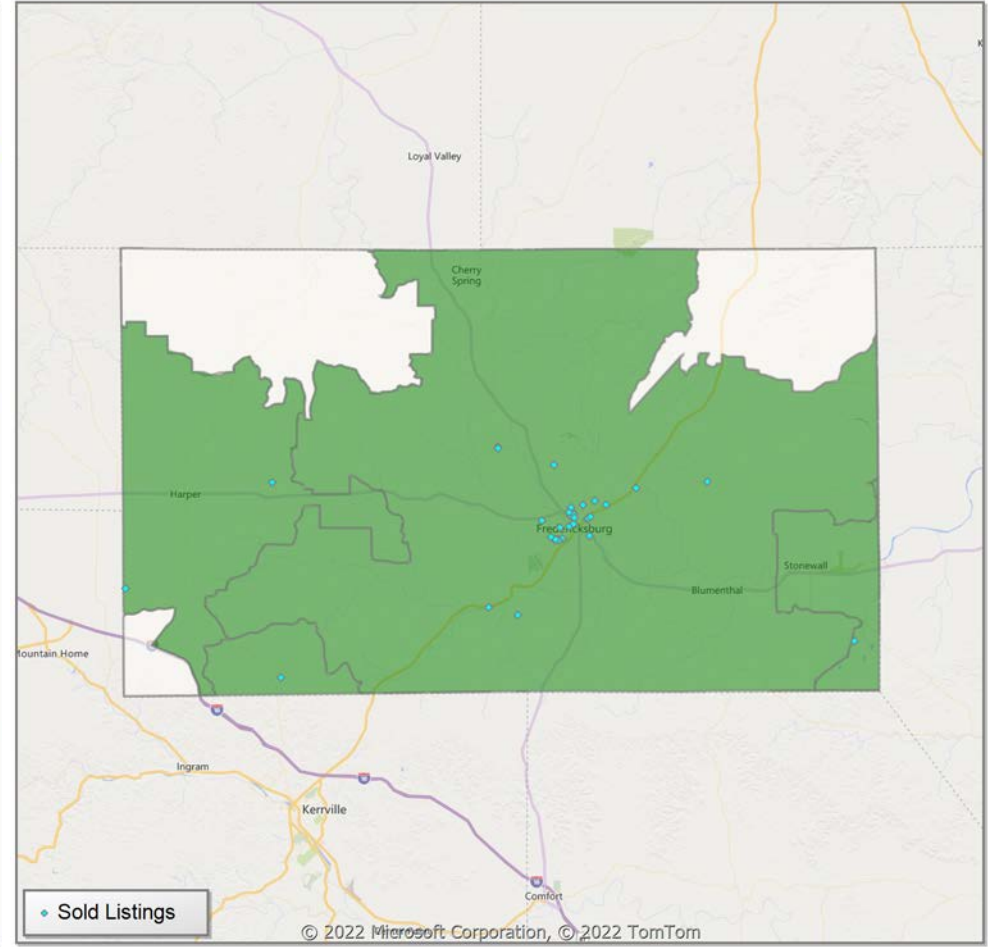 Loyal Valley
Cherry
Spring
Harper
Fredericksburg
Stonewall
Blumenthal
Mountain Home
Ingram
Kerrville
Comfort
Sold Listings
© 2022 Microsoft Corporation, © 2022 TomTom